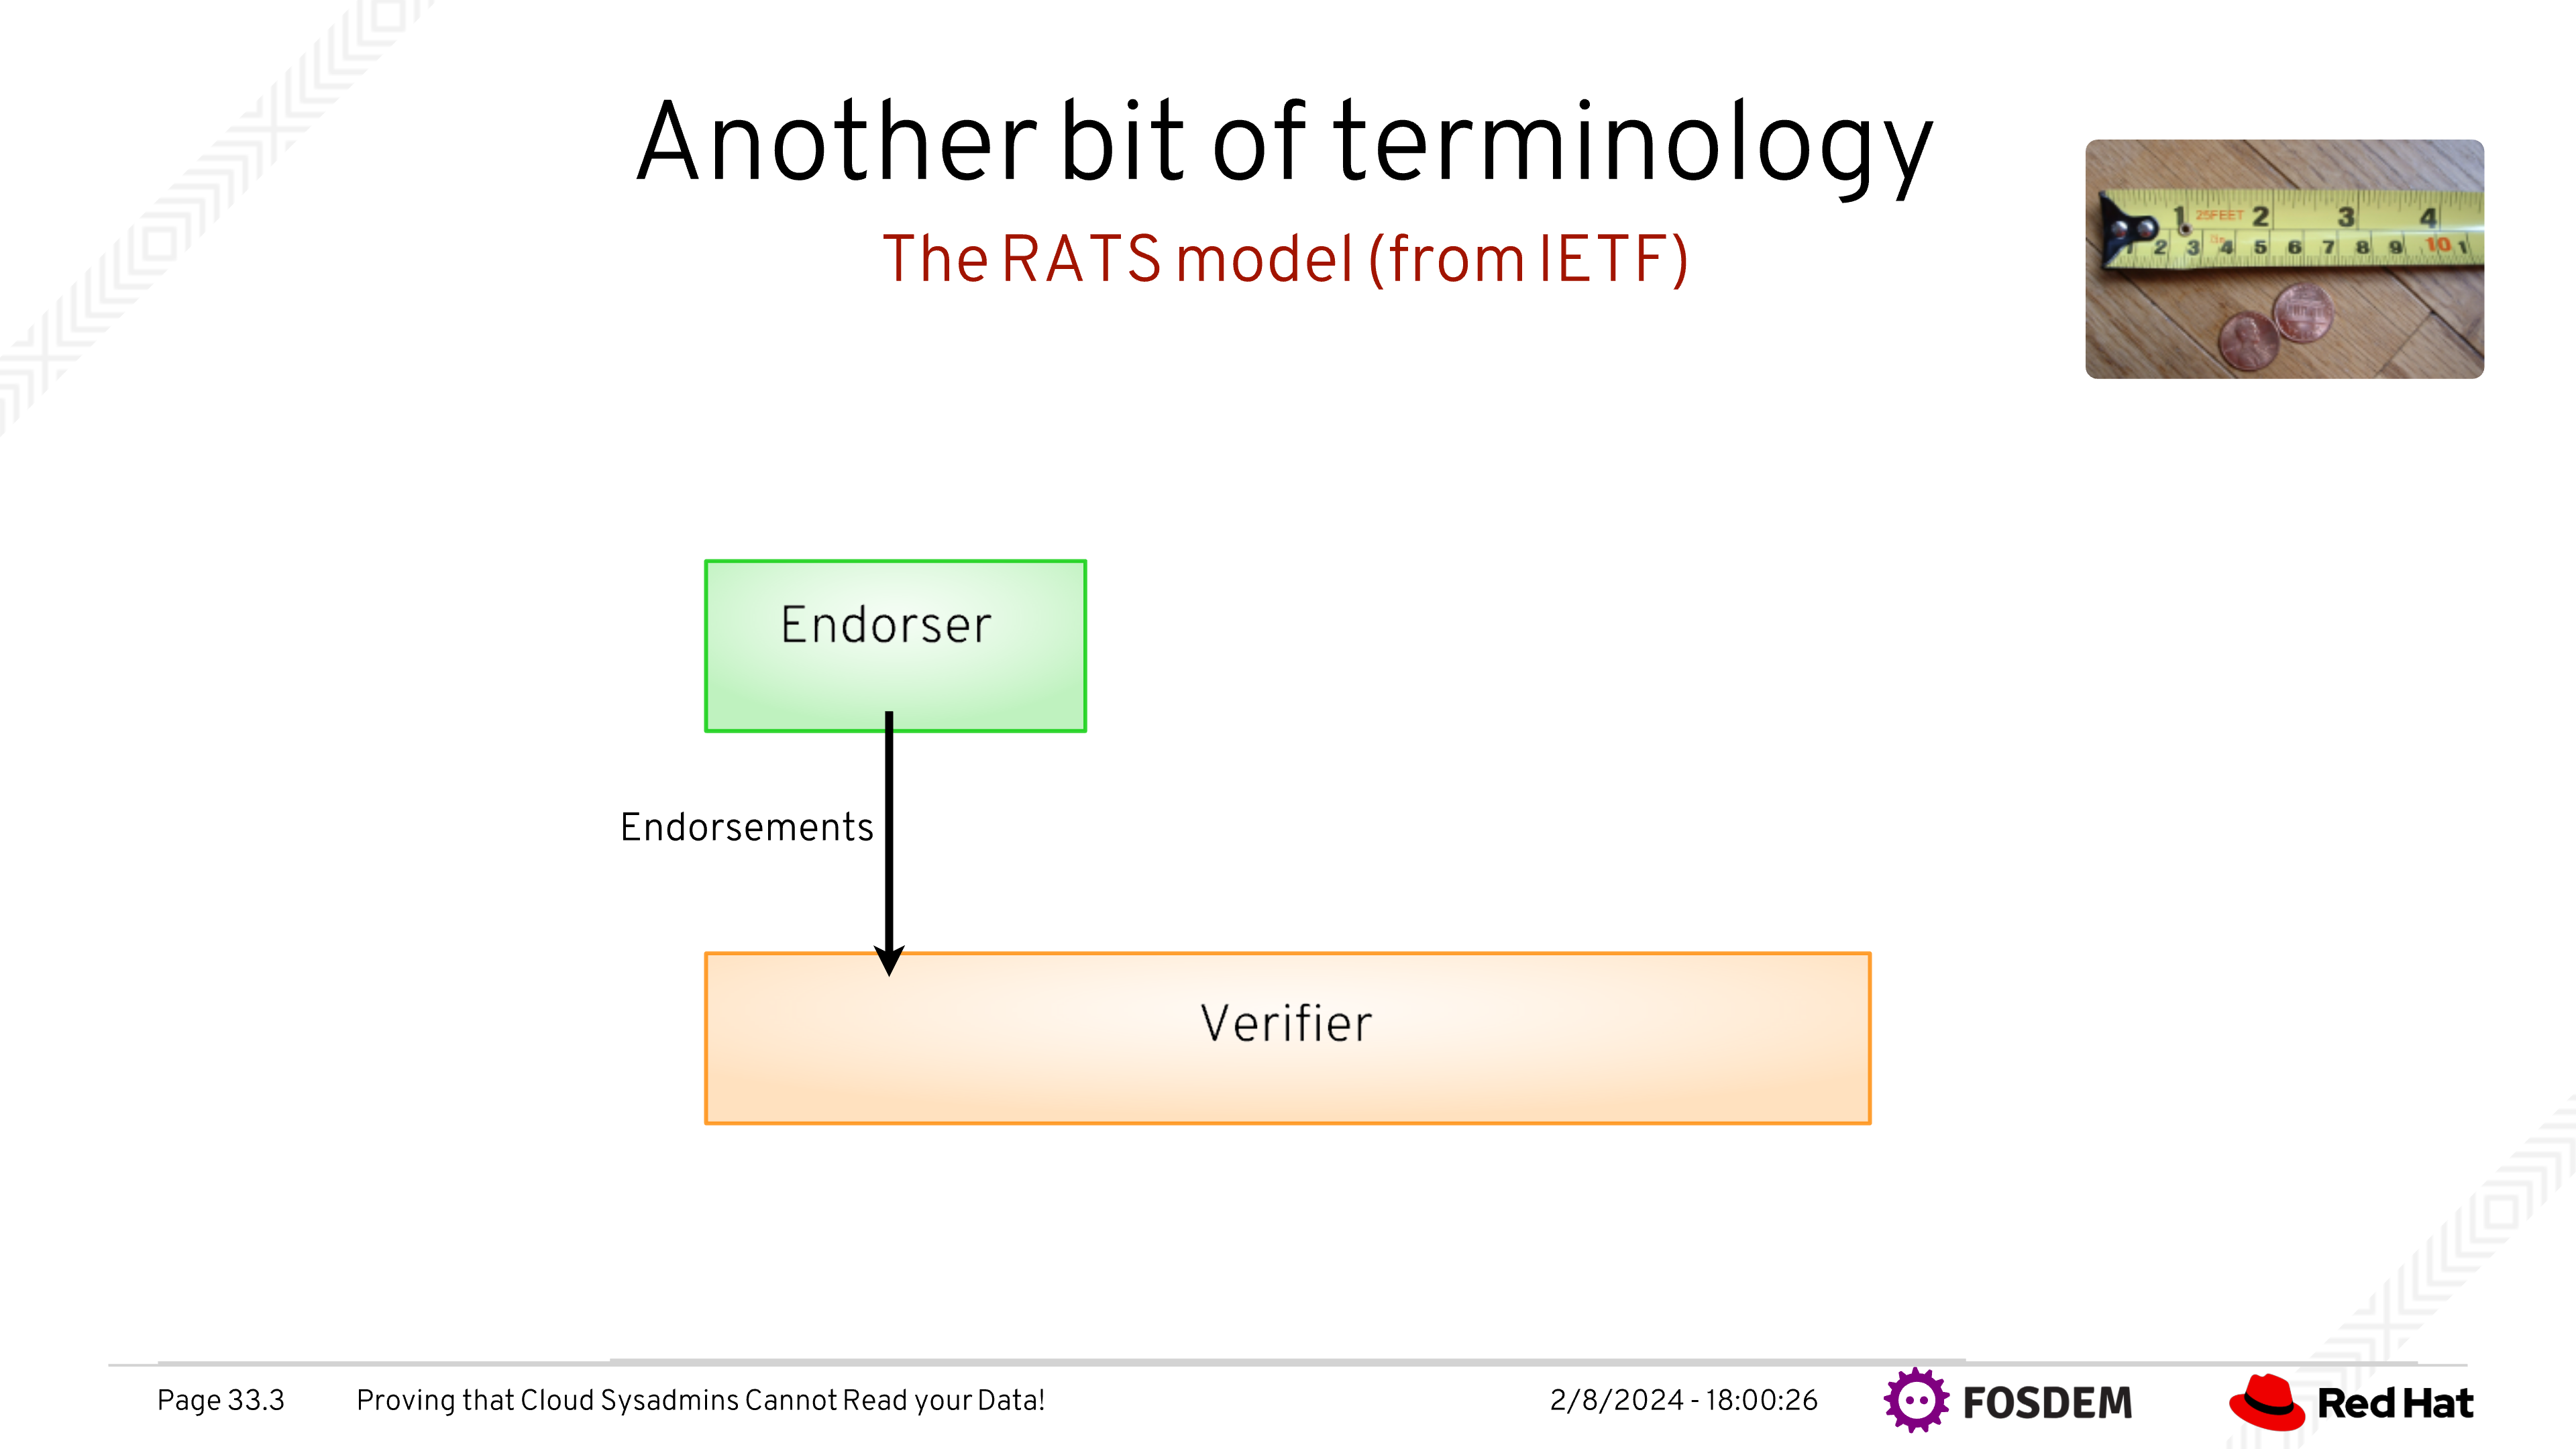 Another bit of terminology
The RATS model (from IETF)
1 25FEET 2 3 4
1 2 3 4 5 6 7 8 9 10 1
Endorser
Endorsements
Verifier
Page 33.3 Proving that Cloud Sysadmins Cannot Read your Data! 2/8/2024 - 18:00:26 FOSDEM Red Hat